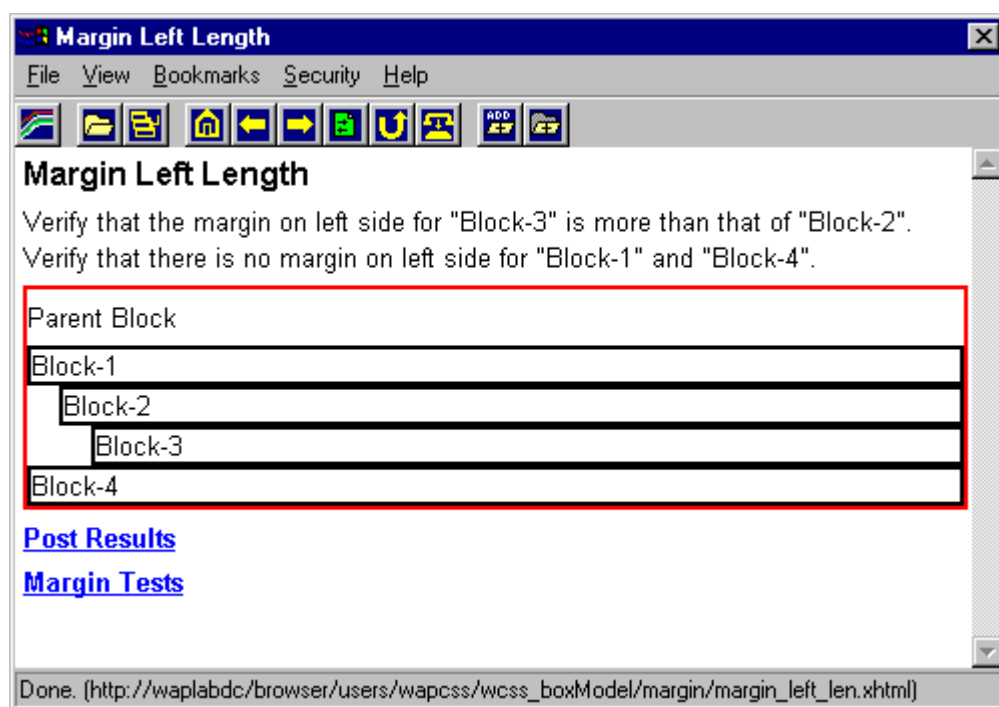 Margin Left Length
File View Bookmarks Security Help
ADD
Margin Left Length
Verify that the margin on left side for "Block-3" is more than that of "Block-2".
Verify that there is no margin on left side for "Block-1" and "Block-4".
Parent Block
Block-1
Block-2
Block-3
Block-4
Post Results
Margin Tests
Done. (http://waplabdc/browser/users/wapcss/wcss_boxModel/margin/margin_left_len.xhtml)